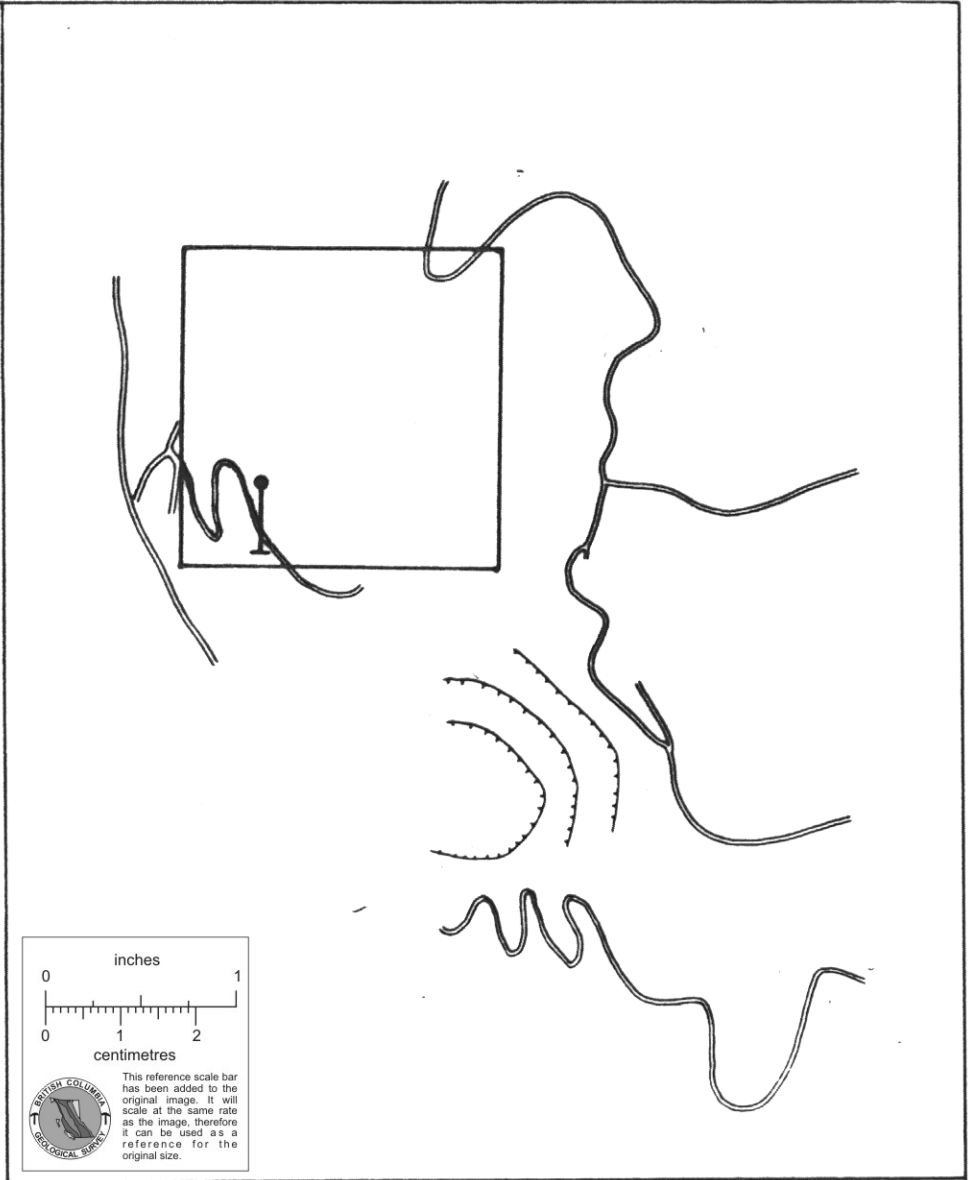 inches
0 1
0 1 2
centimetres
BRITISH COLUMBIA
GEOLOGICAL SURVEY
This reference scale bar
has been added to the
original image. It will
scale at the same rate
as the image, therefore
it can be used as a
reference for the
original size.